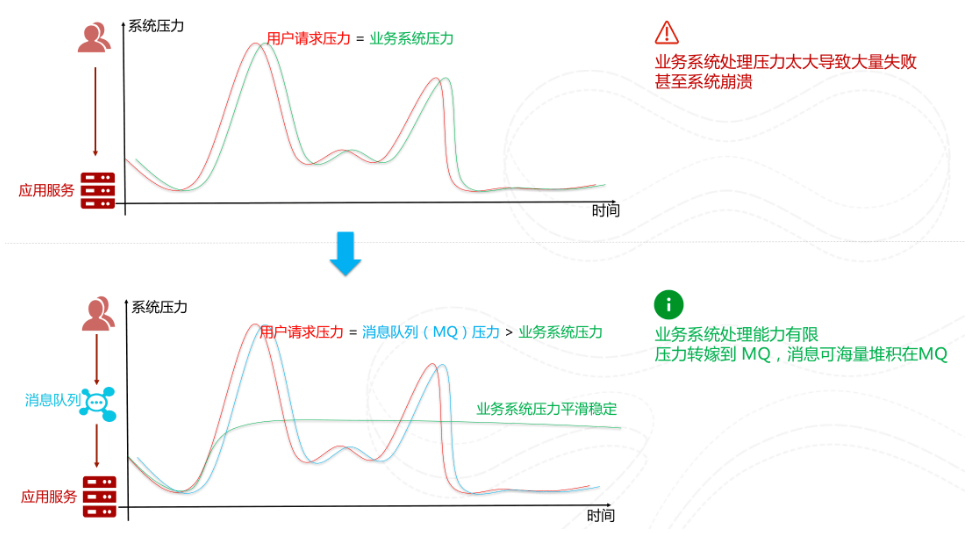 系统压力
用户请求压力 = 业务系统压力
业务系统处理压力太大导致大量失败
甚至系统崩溃
应用服务
时间
系统压力
用户请求压力 = 消息队列（MQ）压力 > 业务系统压力
业务系统处理能力有限
压力转嫁到 MQ，消息可海量堆积在MQ
消息队列
业务系统压力平滑稳定
应用服务
时间